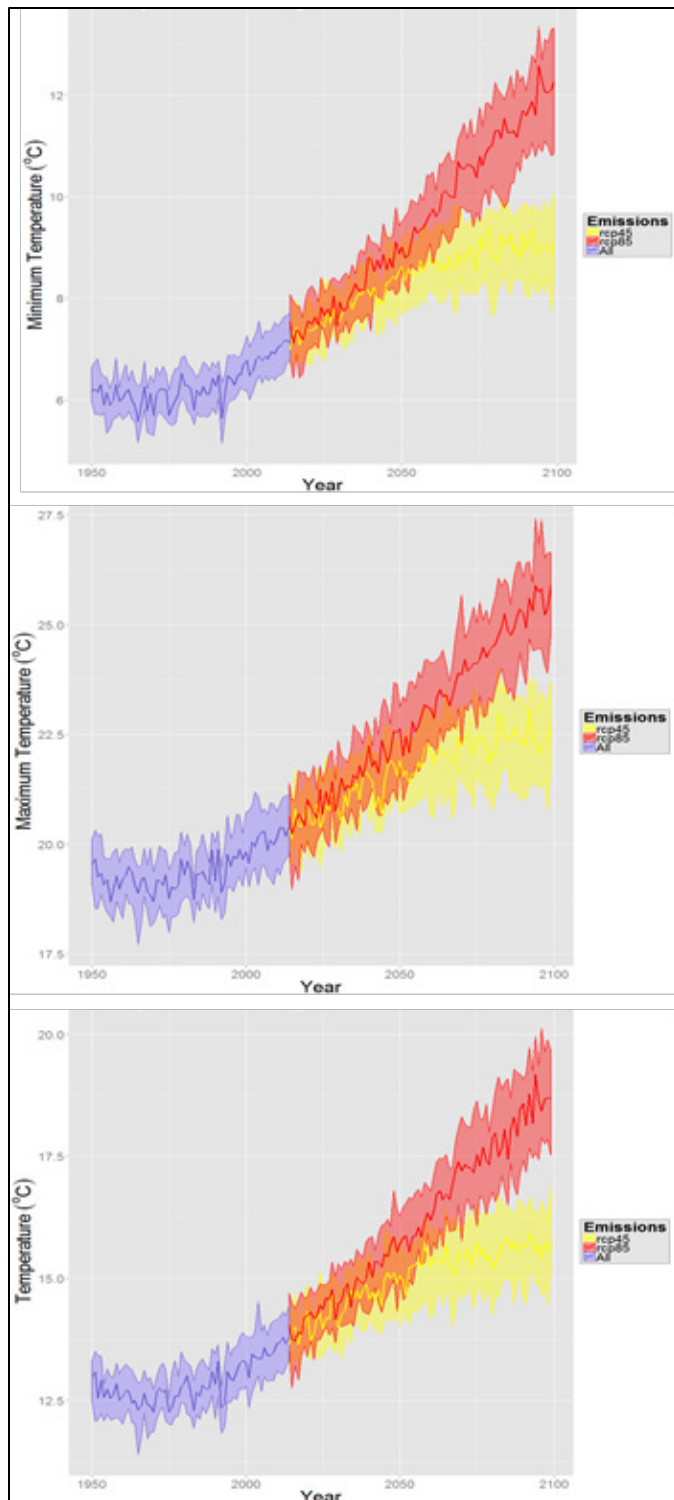 12
10
8
6
Minimum Temperature (°C)
1950
2000
2050
2100
Year
Emissions
rcp45
rcp85
All
27.5
25.0
22.5
20.0
17.5
Maximum Temperature (°C)
1950
2000
2050
2100
Year
Emissions
rcp45
rcp85
All
20.0
17.5
15.0
12.5
Temperature (°C)
1950
2000
2050
2100
Year
Emissions
rcp45
rcp85
All